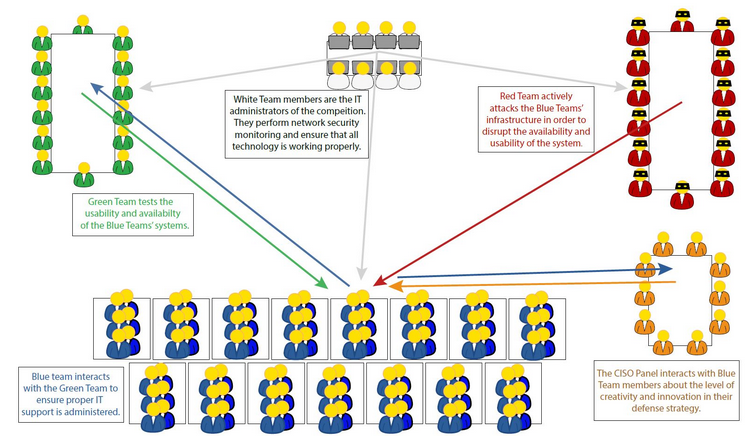 White Team members are the IT
administrators of the compeition.
They perform network security
monitoring and ensure that all
technology is working properly.
Red Team actively
attacks the Blue Teams'
infrastructure in order to
disrupt the availability and
usability of the system.
Green Team tests the
usability and availabilty
of the Blue Teams' systems.
Blue team interacts
with the Green Team to
ensure proper IT
support is administered.
The CISO Panel interacts with Blue
Team members about the level of
creativity and innovation in their
defense strategy.